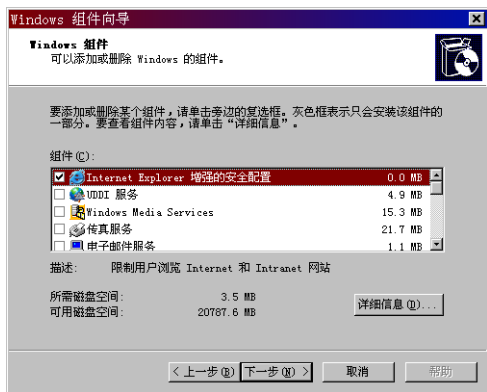 Windows 组件向导
Windows 组件
可以添加或删除 Windows 的组件。
要添加或删除某个组件，请单击旁边的复选框。灰色框表示只会安装该组件的
一部分。要查看组件内容，请单击“详细信息”。
组件(C):
Internet Explorer 增强的安全配置 0.0 MB
UDDI 服务 4.9 MB
Windows Media Services 15.3 MB
传真服务 21.7 MB
电子邮件服务 1.1 MB
描述: 限制用户浏览 Internet 和 Intranet 网站
所需磁盘空间: 3.5 MB
可用磁盘空间: 20787.6 MB
详细信息(D)...
< 上一步(B) 下一步(N) > 取消 帮助